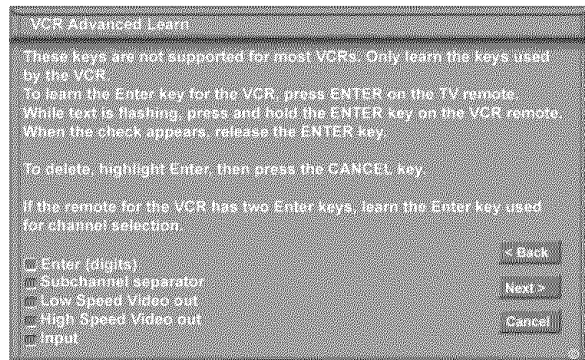 VCR Advanced Learn
These keys are not supported for most VCRs. Only learn the keys used
by the VCR.
To learn the Enter key for the VCR, press ENTER on the TV remote.
While text is flashing, press and hold the ENTER key on the VCR remote.
When the check appears, release the ENTER key.
To delete, highlight Enter, then press the CANCEL key.
If the remote for the VCR has two Enter keys, learn the Enter key used
for channel selection.
Enter (digits)
Subchannel separator
Low Speed Video out
High Speed Video out
Input
< Back
Next >
Cancel